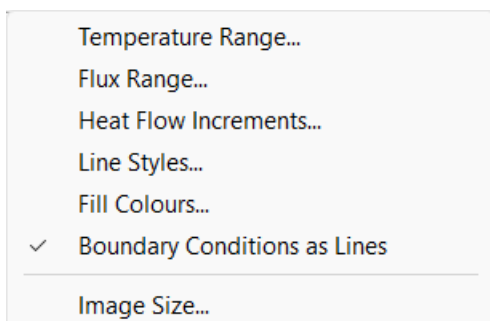 Temperature Range...
Flux Range...
Heat Flow Increments...
Line Styles...
Fill Colours...
Boundary Conditions as Lines
Image Size...